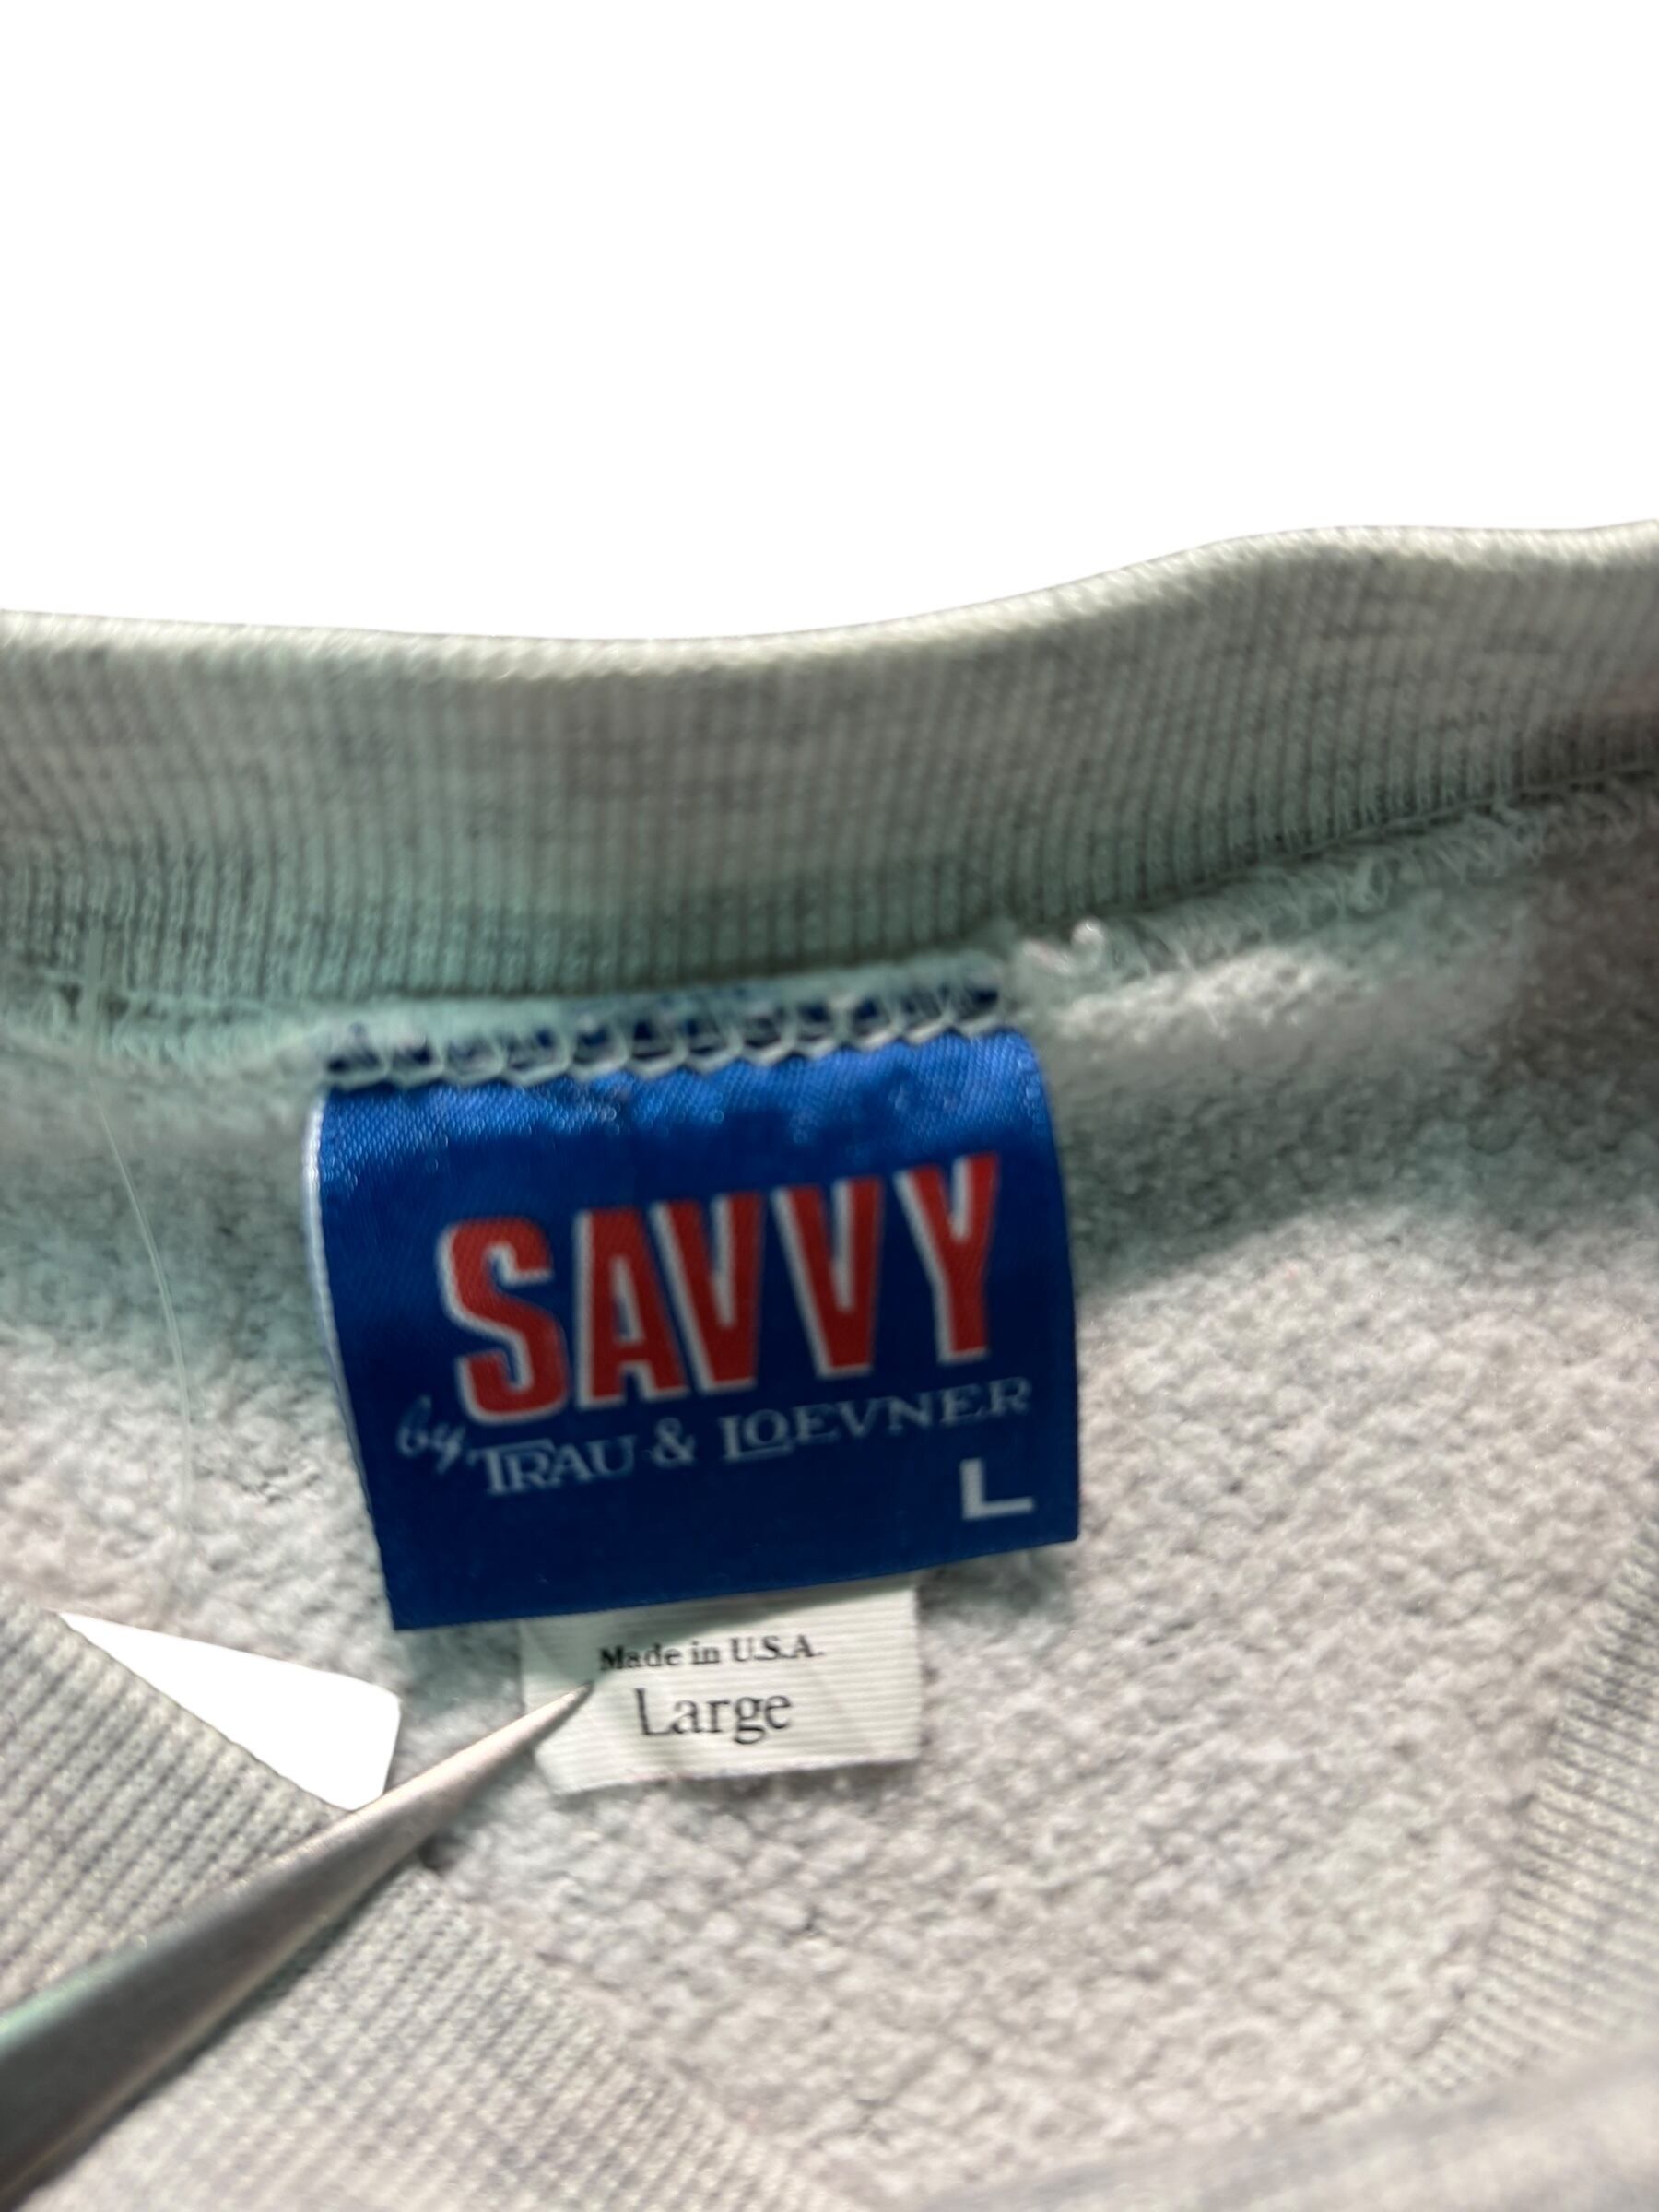 SAVVY
by TRAU & LOEVNER
L
Made in U.S.A.
Large